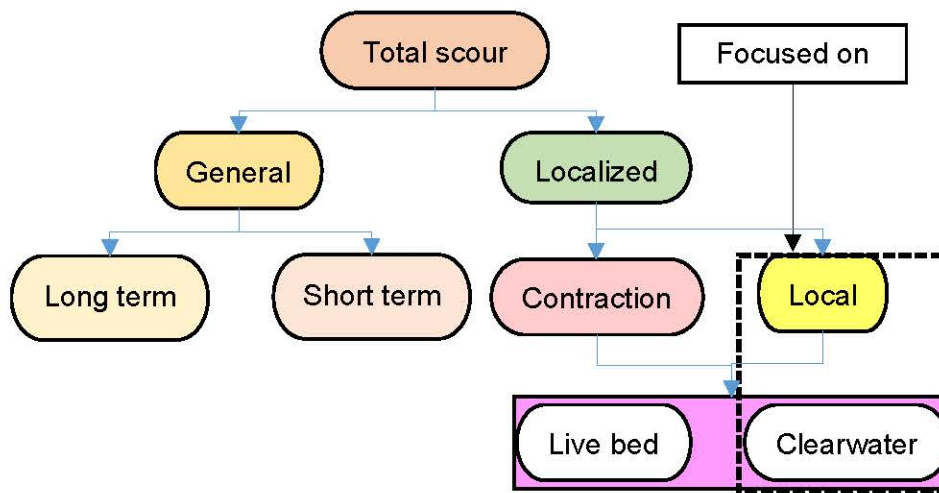 Total scour
Focused on
General
Localized
Long term
Short term
Contraction
Local
Live bed
Clearwater